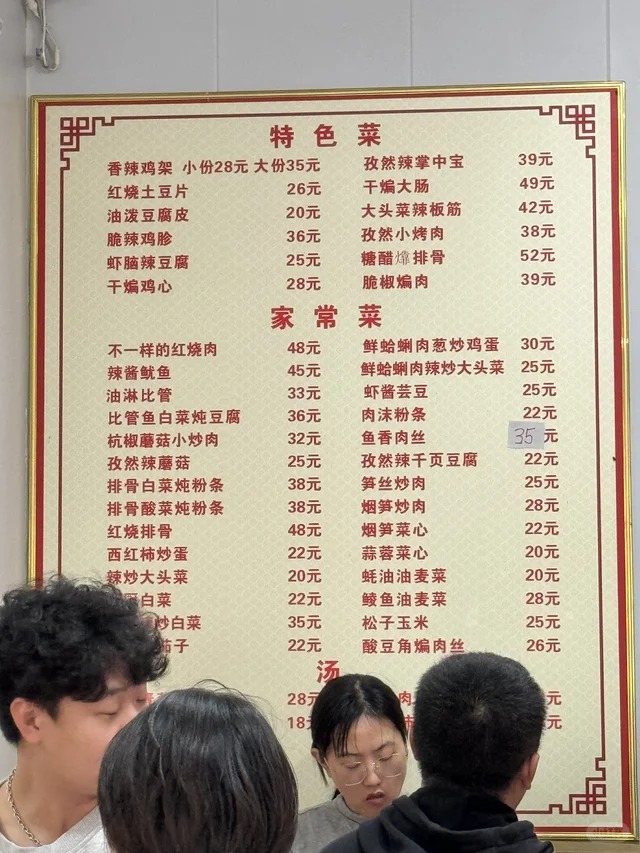 特色菜
香辣鸡架 小份28元 大份35元
红烧土豆片 26元
油泼豆腐皮 20元
脆辣鸡胗 36元
虾脑辣豆腐 25元
干煸鸡心 28元
孜然辣掌中宝 39元
干煸大肠 49元
大头菜辣板筋 42元
孜然小烤肉 38元
糖醋㸆排骨 52元
脆椒煸肉 39元
家常菜
不一样的红烧肉 48元
辣酱鱿鱼 45元
油淋比管 33元
比管鱼白菜炖豆腐 36元
杭椒蘑菇小炒肉 32元
孜然辣蘑菇 25元
排骨白菜炖粉条 38元
排骨酸菜炖粉条 38元
红烧排骨 48元
西红柿炒蛋 22元
辣炒大头菜 20元
白菜 22元
炒白菜 35元
茄子 22元
鲜蛤蜊肉葱炒鸡蛋 30元
鲜蛤蜊肉辣炒大头菜 25元
虾酱芸豆 25元
肉沫粉条 22元
鱼香肉丝 35元
孜然辣千页豆腐 22元
笋丝炒肉 25元
烟笋炒肉 28元
烟笋菜心 22元
蒜蓉菜心 20元
蚝油油麦菜 20元
鲮鱼油麦菜 28元
松子玉米 25元
酸豆角煸肉丝 26元
汤
28元
18元
肉
元
元